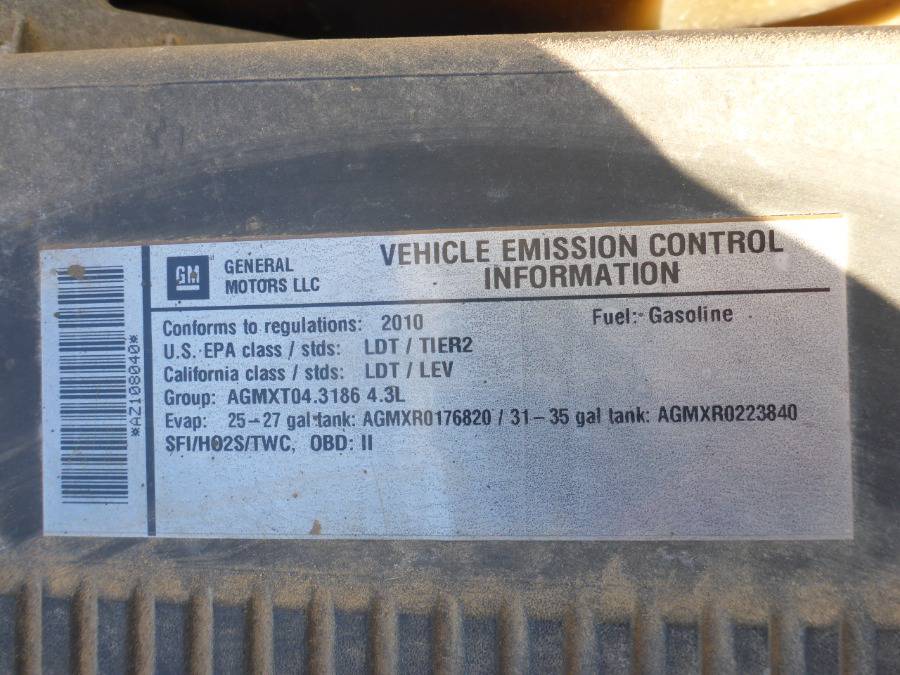 GM
GENERAL
MOTORS LLC
VEHICLE EMISSION CONTROL
INFORMATION
Conforms to regulations: 2010
Fuel: Gasoline
U.S. EPA class / stds: LDT / TIER2
California class / stds: LDT / LEV
Group: AGMXT04.3186 4.3L
Evap: 25-27 gal tank: AGMXR0176820 / 31-35 gal tank: AGMXR0223840
SFI/HO2S/TWC, OBD: II
*AZ108040*